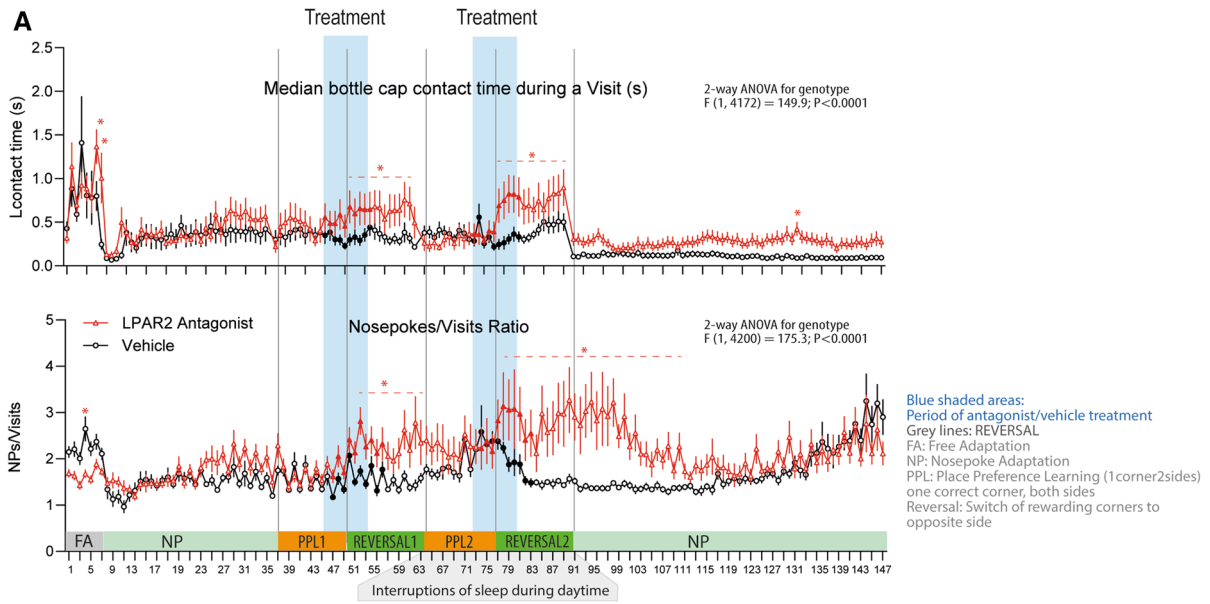 A
Treatment Treatment
2.5
Median bottle cap contact time during a Visit (s)
2-way ANOVA for genotype
F (1, 4172) = 149.9; P<0.0001
2.0
1.5
1.0
0.5
0.0
Lcontact time (s)
* * * * *
5
LPAR2 Antagonist
Vehicle
Nosepokes/Visits Ratio
2-way ANOVA for genotype
F (1, 4200) = 175.3; P<0.0001
4
3
2
1
0
NPs/Visits
* * *
FA NP PPL1 REVERSAL1 PPL2 REVERSAL2 NP
1 5 9 13 17 23 27 33 37 39 43 47 51 55 59 63 67 71 75 79 83 87 91 95 99 103 107 111 115 119 123 127 131 135 139 143 147
Interruptions of sleep during daytime
Blue shaded areas:
Period of antagonist/vehicle treatment
Grey lines: REVERSAL
FA: Free Adaptation
NP: Nosepoke Adaptation
PPL: Place Preference Learning (1corner2sides)
one correct corner, both sides
Reversal: Switch of rewarding corners to
opposite side